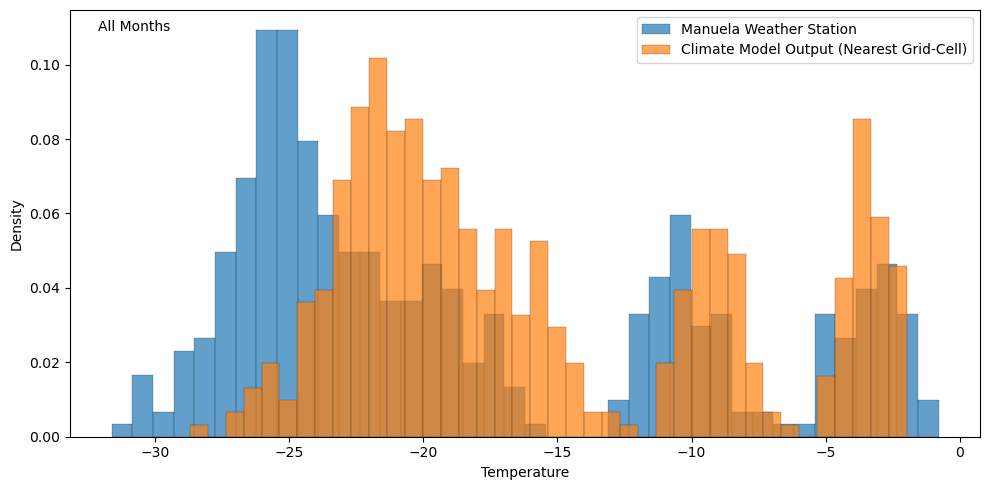 All Months
Manuela Weather Station
Climate Model Output (Nearest Grid-Cell)
0.10
0.08
0.06
0.04
0.02
0.00
Density
−30
−25
−20
−15
−10
−5
0
Temperature